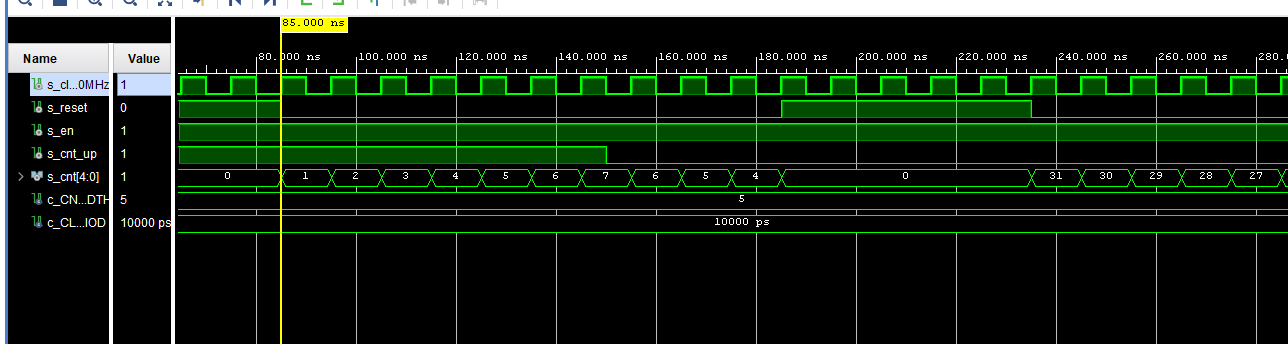 85.000 ns
Name Value
80.000 ns 100.000 ns 120.000 ns 140.000 ns 160.000 ns 180.000 ns 200.000 ns 220.000 ns 240.000 ns 260.000 ns 280.
s_cl...0MHz 1
s_reset 0
s_en 1
s_cnt_up 1
s_cnt[4:0] 1 0 1 2 3 4 5 6 7 6 5 4 0 31 30 29 28 27
c_CN...DTH 5 5
c_CL...IOD 10000 ps 10000 ps